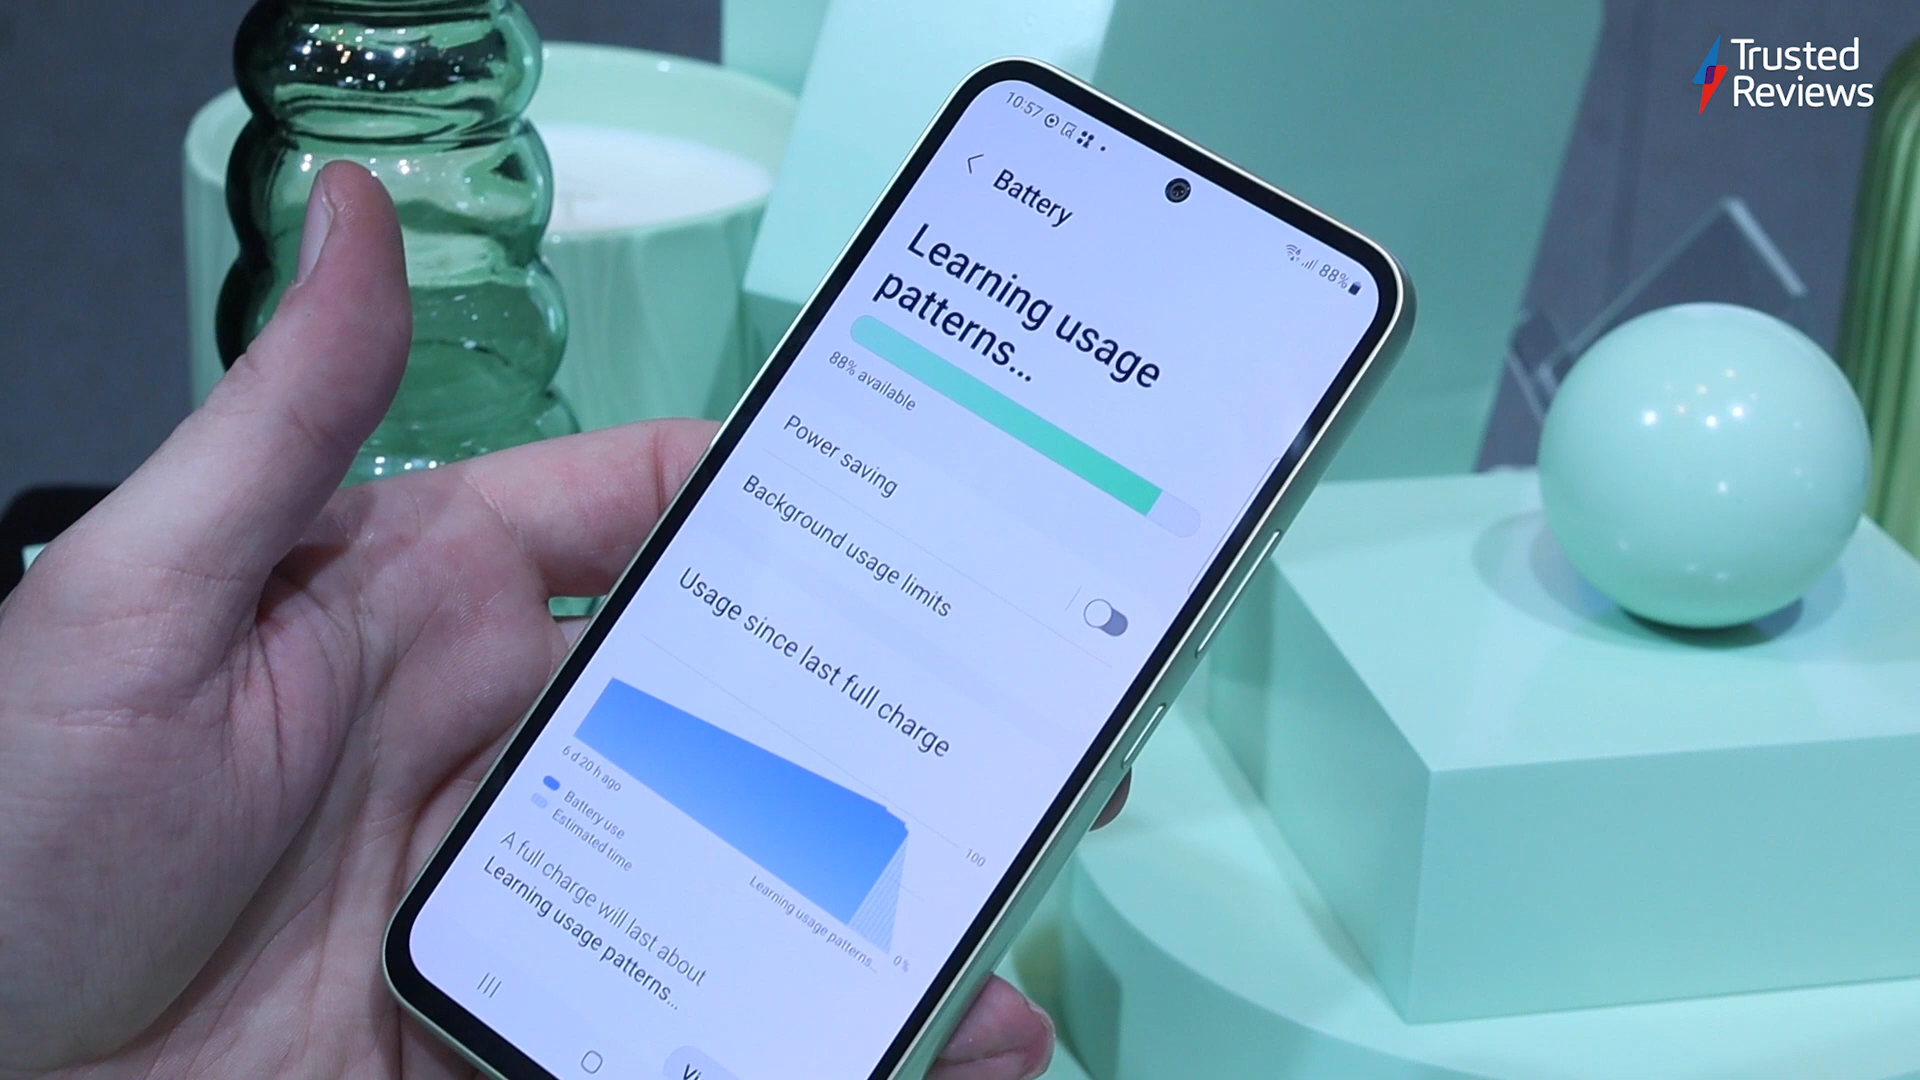 Trusted
Reviews
10:57
88%
Battery
Learning usage
patterns...
88% available
Power saving
Background usage limits
Usage since last full charge
100
6 d 20 h ago
Learning usage patterns...
0%
Battery use
Estimated time
A full charge will last about
Learning usage patterns...